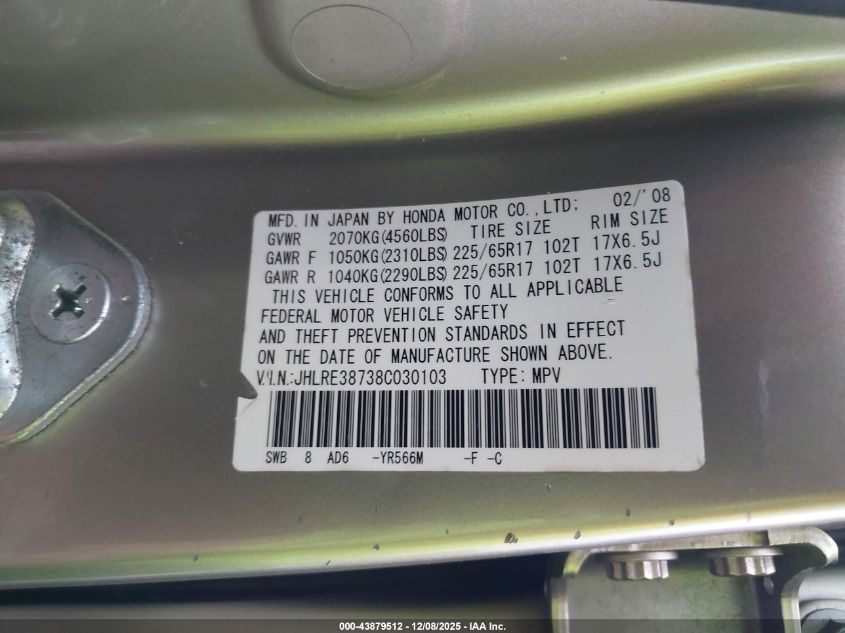 MFD. IN JAPAN BY HONDA MOTOR CO.,LTD; 02/'08
GVWR 2070KG(4560LBS) TIRE SIZE RIM SIZE
GAWR F 1050KG(2310LBS) 225/65R17 102T 17X6.5J
GAWR R 1040KG(2290LBS) 225/65R17 102T 17X6.5J
THIS VEHICLE CONFORMS TO ALL APPLICABLE
FEDERAL MOTOR VEHICLE SAFETY
AND THEFT PREVENTION STANDARDS IN EFFECT
ON THE DATE OF MANUFACTURE SHOWN ABOVE.
V.I.N.:JHLRE38738C030103 TYPE: MPV
SWB 8 AD6 -YR566M -F -C
000-43879512 - 12/08/2025 - IAA Inc.